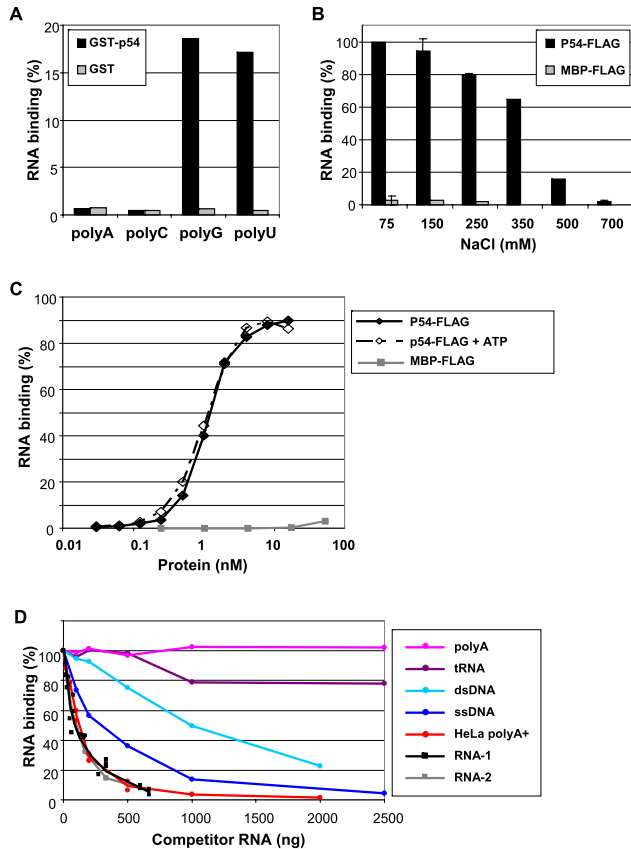 A
RNA binding (%)
20
15
10
5
0
GST-p54
GST
polyA polyC polyG polyU
B
RNA binding (%)
100
80
60
40
20
0
P54-FLAG
MBP-FLAG
75 150 250 350 500 700
NaCl (mM)
C
RNA binding (%)
100
80
60
40
20
0
0.01 0.1 1 10 100
Protein (nM)
P54-FLAG
p54-FLAG + ATP
MBP-FLAG
D
RNA binding (%)
100
80
60
40
20
0
0 500 1000 1500 2000 2500
Competitor RNA (ng)
polyA
tRNA
dsDNA
ssDNA
HeLa polyA+
RNA-1
RNA-2